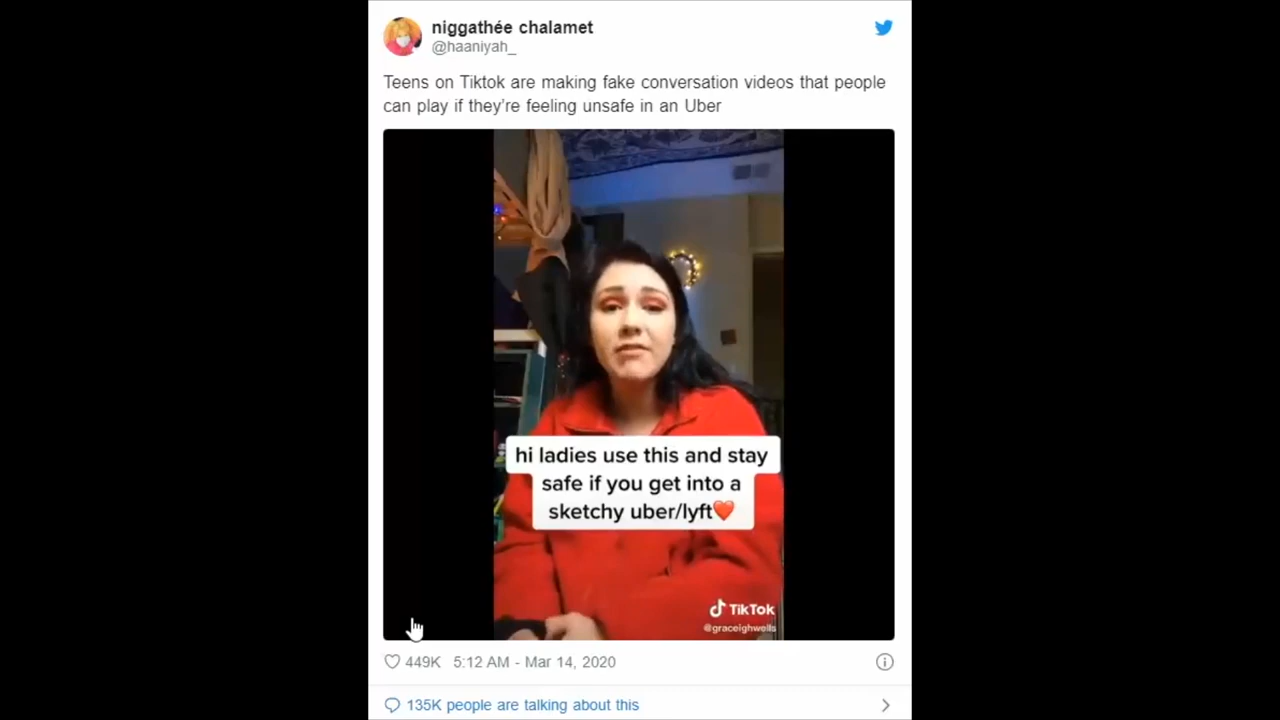 niggathée chalamet
@haaniyah_
Teens on Tiktok are making fake conversation videos that people
can play if they’re feeling unsafe in an Uber
hi ladies use this and stay
safe if you get into a
sketchy uber/lyft❤️
TikTok
@graceighwells
449K 5:12 AM - Mar 14, 2020
135K people are talking about this